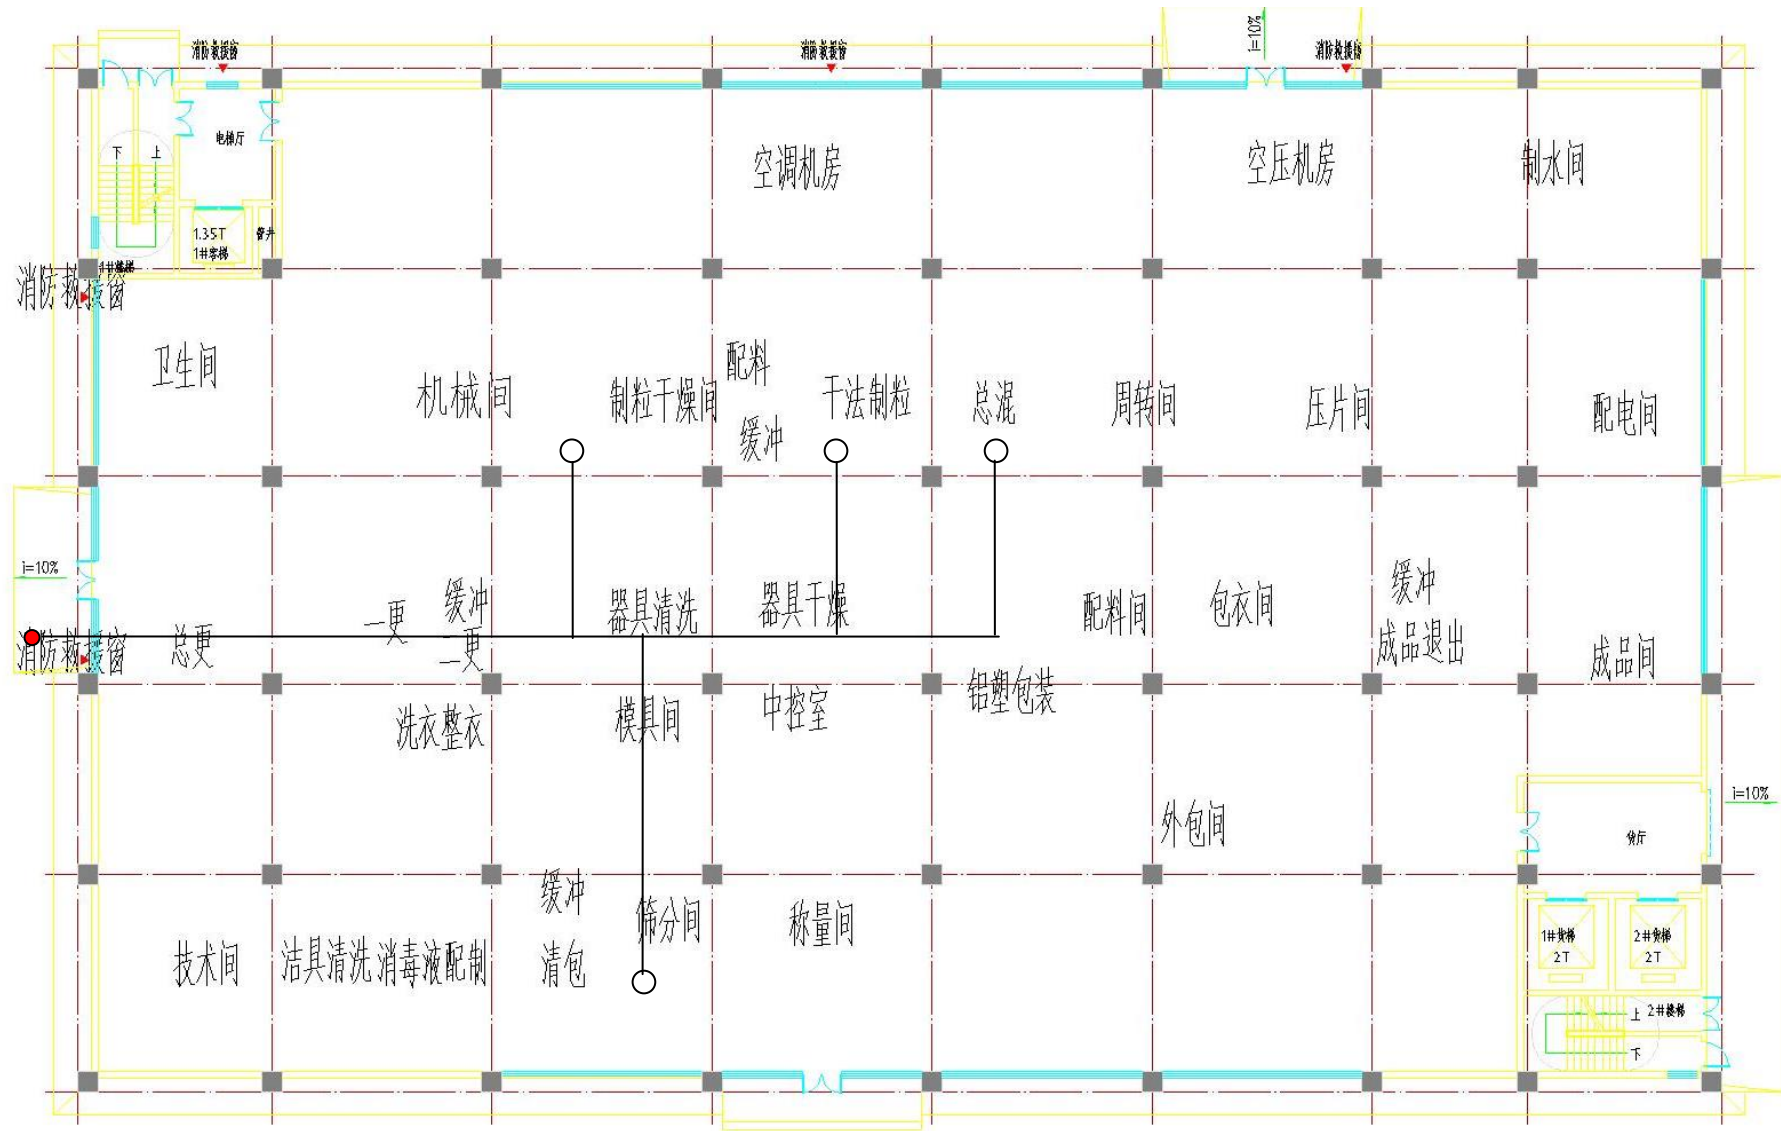 i=10%
消防救援窗
消防救援窗
消防救援窗
电梯厅
下
上
空调机房
空压机房
制水间
1.35T
1#客梯
管井
1#楼梯
消防救援窗
卫生间
机械间
制粒干燥间
配料
缓冲
干法制粒
总混
周转间
压片间
配电间
i=10%
消防救援窗
总更
一更
缓冲
二更
器具清洗
器具干燥
配料间
包衣间
缓冲
成品退出
成品间
洗衣整衣
模具间
中控室
铝塑包装
i=10%
外包间
货厅
技术间
洁具清洗
消毒液配制
缓冲
清包
筛分间
称量间
1#货梯
2T
2#货梯
2T
上
2#楼梯
下